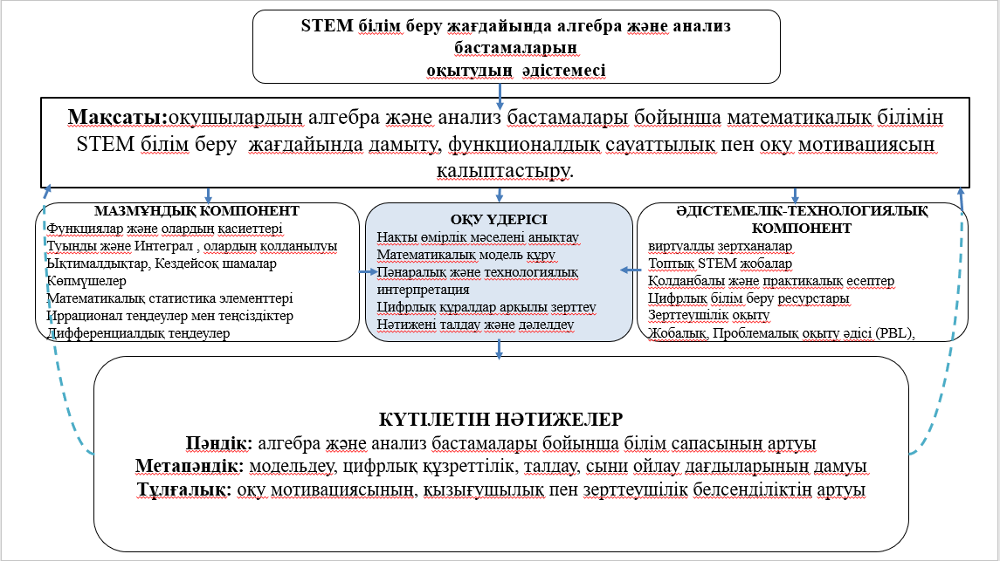 STEM білім беру жағдайында алгебра және анализ
бастамаларын
оқытудың әдістемесі
Мақсаты:оқушылардың алгебра және анализ бастамалары бойынша математикалық білімін
STEM білім беру жағдайында дамыту, функционалдық сауаттылық пен оқу мотивациясын
қалыптастыру.
МАЗМҰНДЫҚ КОМПОНЕНТ
Функциялар және олардың қасиеттері
Туынды және Интеграл , олардың қолданылуы
Ықтималдықтар, Кездейсоқ шамалар
Көпмүшелер
Математикалық статистика элементтері
Иррационал теңдеулер мен теңсіздіктер
Дифференциалдық теңдеулер
ОҚУ ҮДЕРІСІ
Нақты өмірлік мәселені анықтау
Математикалық модель құру
Пәнаралық және технологиялық
интерпретация
Цифрлық құралдар арқылы зерттеу
Нәтижені талдау және дәлелдеу
ӘДІСТЕМЕЛІК-ТЕХНОЛОГИЯЛЫҚ
КОМПОНЕНТ
виртуалды зертханалар
Топтық STEM жобалар
Қолданбалы және практикалық есептер
Цифрлық білім беру ресурстары
Зерттеушілік оқыту
Жобалық, Проблемалық оқыту әдісі (PBL),
КҮТІЛЕТІН НӘТИЖЕЛЕР
Пәндік: алгебра және анализ бастамалары бойынша білім сапасының артуы
Метапәндік: модельдеу, цифрлық құзреттілік, талдау, сыни ойлау дағдыларының дамуы
Тұлғалық: оқу мотивациясының, қызығушылық пен зерттеушілік белсенділіктің артуы